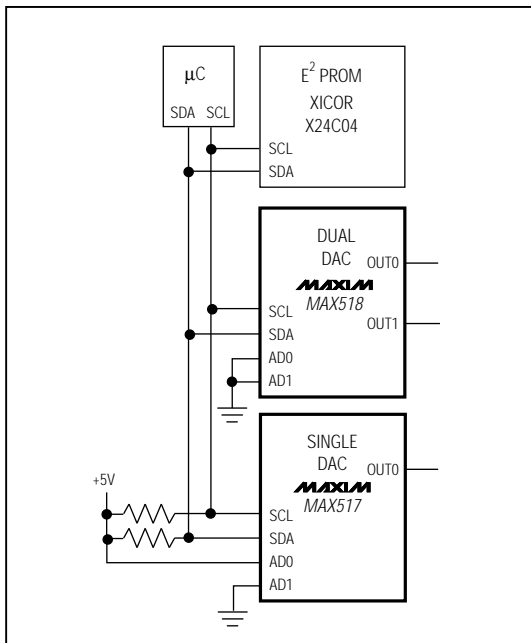 µC
SDA SCL
E² PROM
XICOR
X24C04
SCL
SDA
DUAL
DAC
MAXIM
MAX518
OUT0
OUT1
SCL
SDA
AD0
AD1
SINGLE
DAC
MAXIM
MAX517
OUT0
+5V
SCL
SDA
AD0
AD1